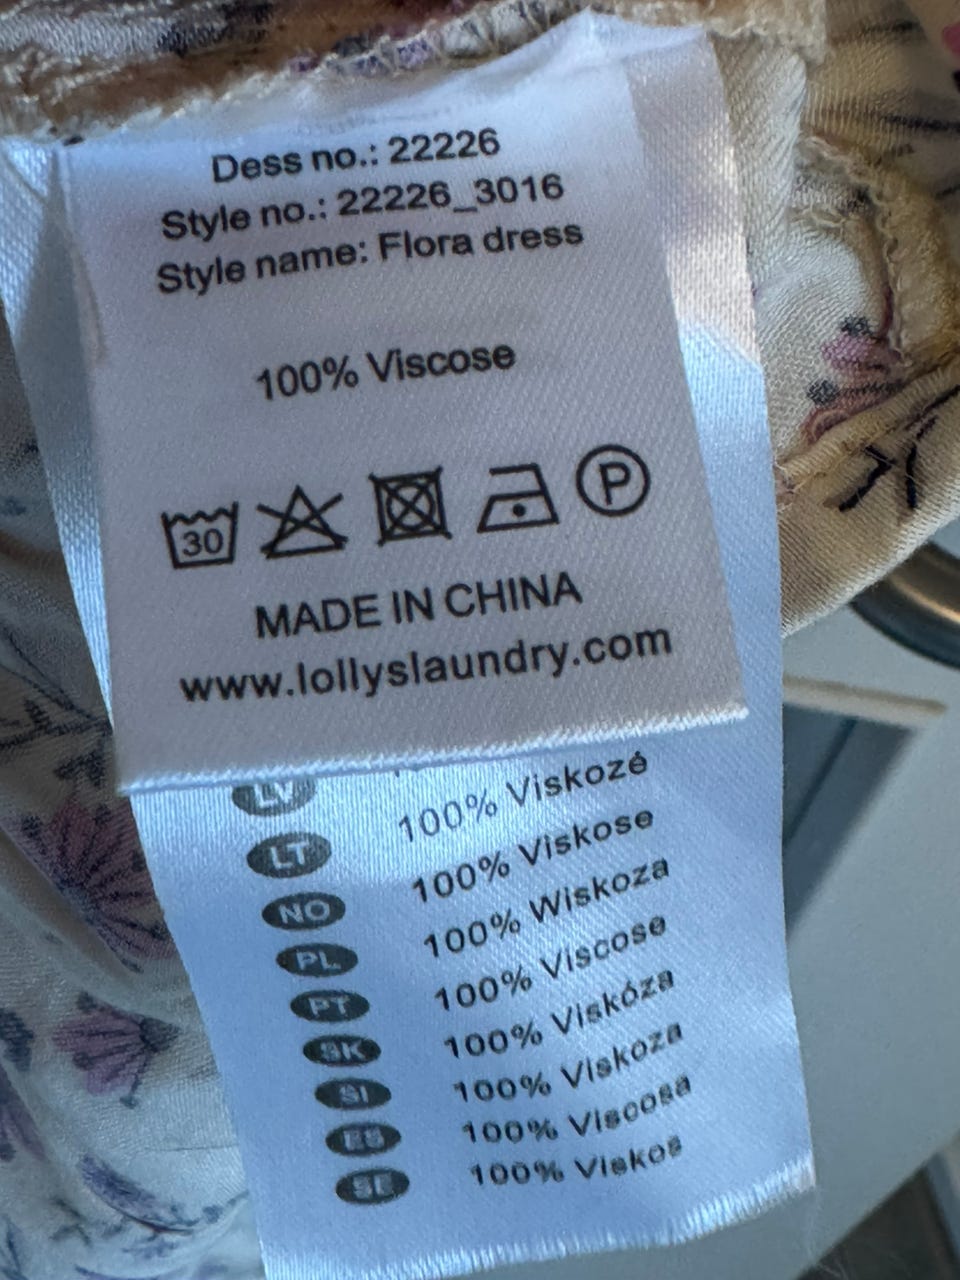 Dess no.: 22226
Style no.: 22226_3016
Style name: Flora dress
100% Viscose
30
P
MADE IN CHINA
www.lollyslaundry.com
LV
LT 100% Viskozė
NO 100% Viskose
PL 100% Wiskoza
PT 100% Viscose
SK 100% Viskóza
SI 100% Viskoza
ES 100% Viscosa
SE 100% Viskos